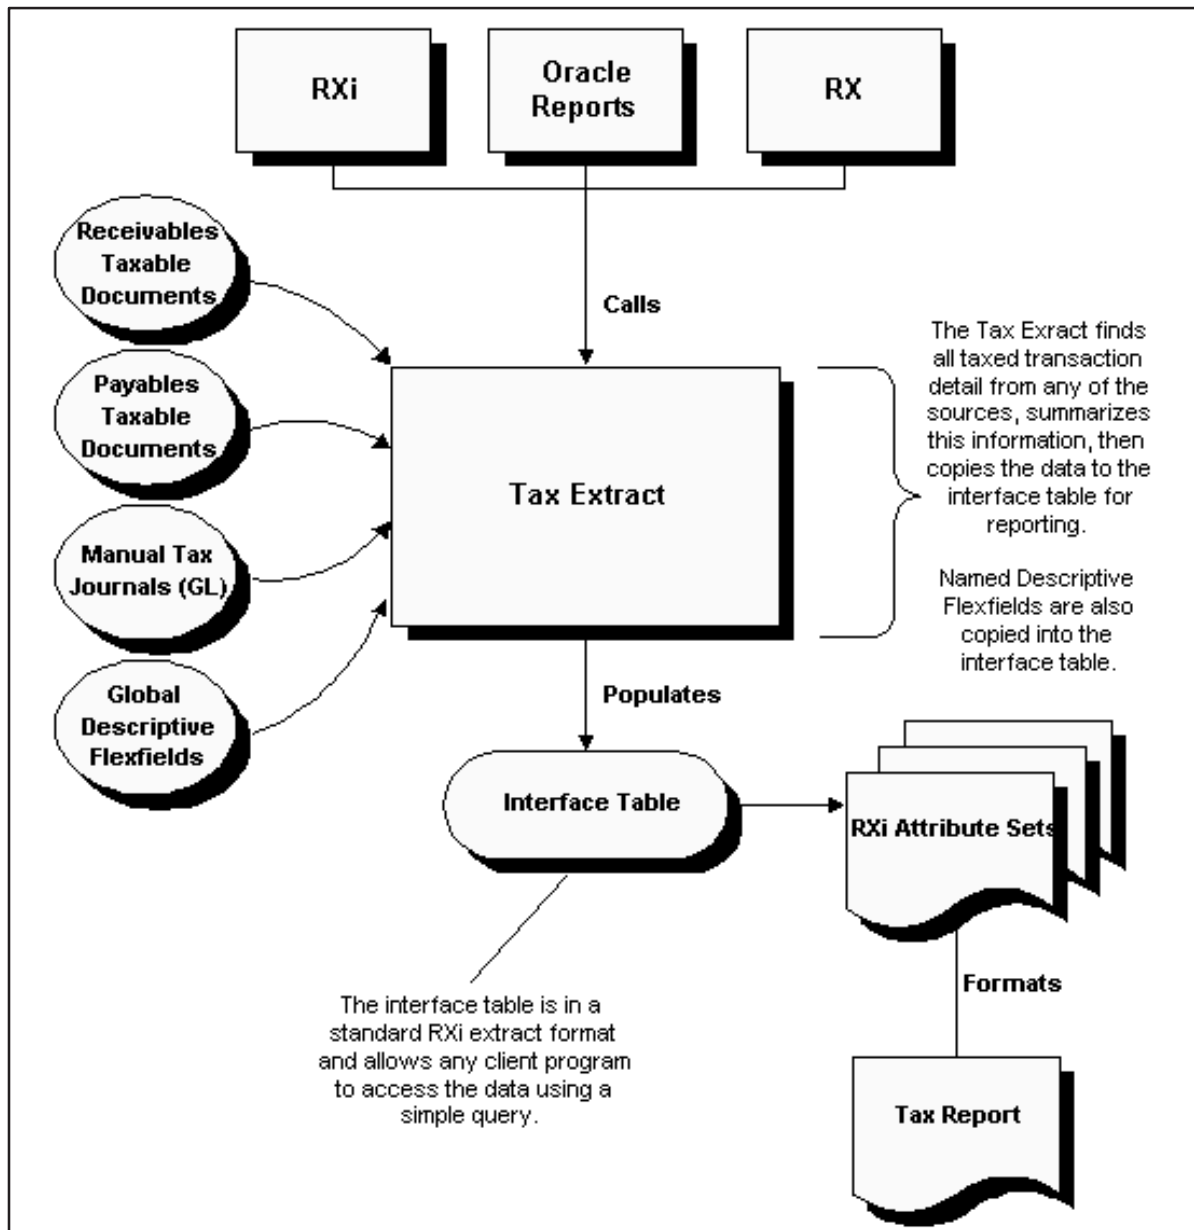 RXi
Oracle
Reports
RX
Receivables
Taxable
Documents
Calls
Payables
Taxable
Documents
The Tax Exract finds
all taxed transaction
detail from any of the
sources, summarizes
this information, then
copies the data to the
interface table for
reporting.
Tax Extract
Manual Tax
Journals (GL)
Named Descriptive
Flexfields are also
copied into the
interface table.
Global
Descriptive
Flexfields
Populates
Interface Table
RXi Attribute Sets
Formats
The interface table is in a
standard RXi extract format
and allows any client program
to access the data using a
simple query.
Tax Report